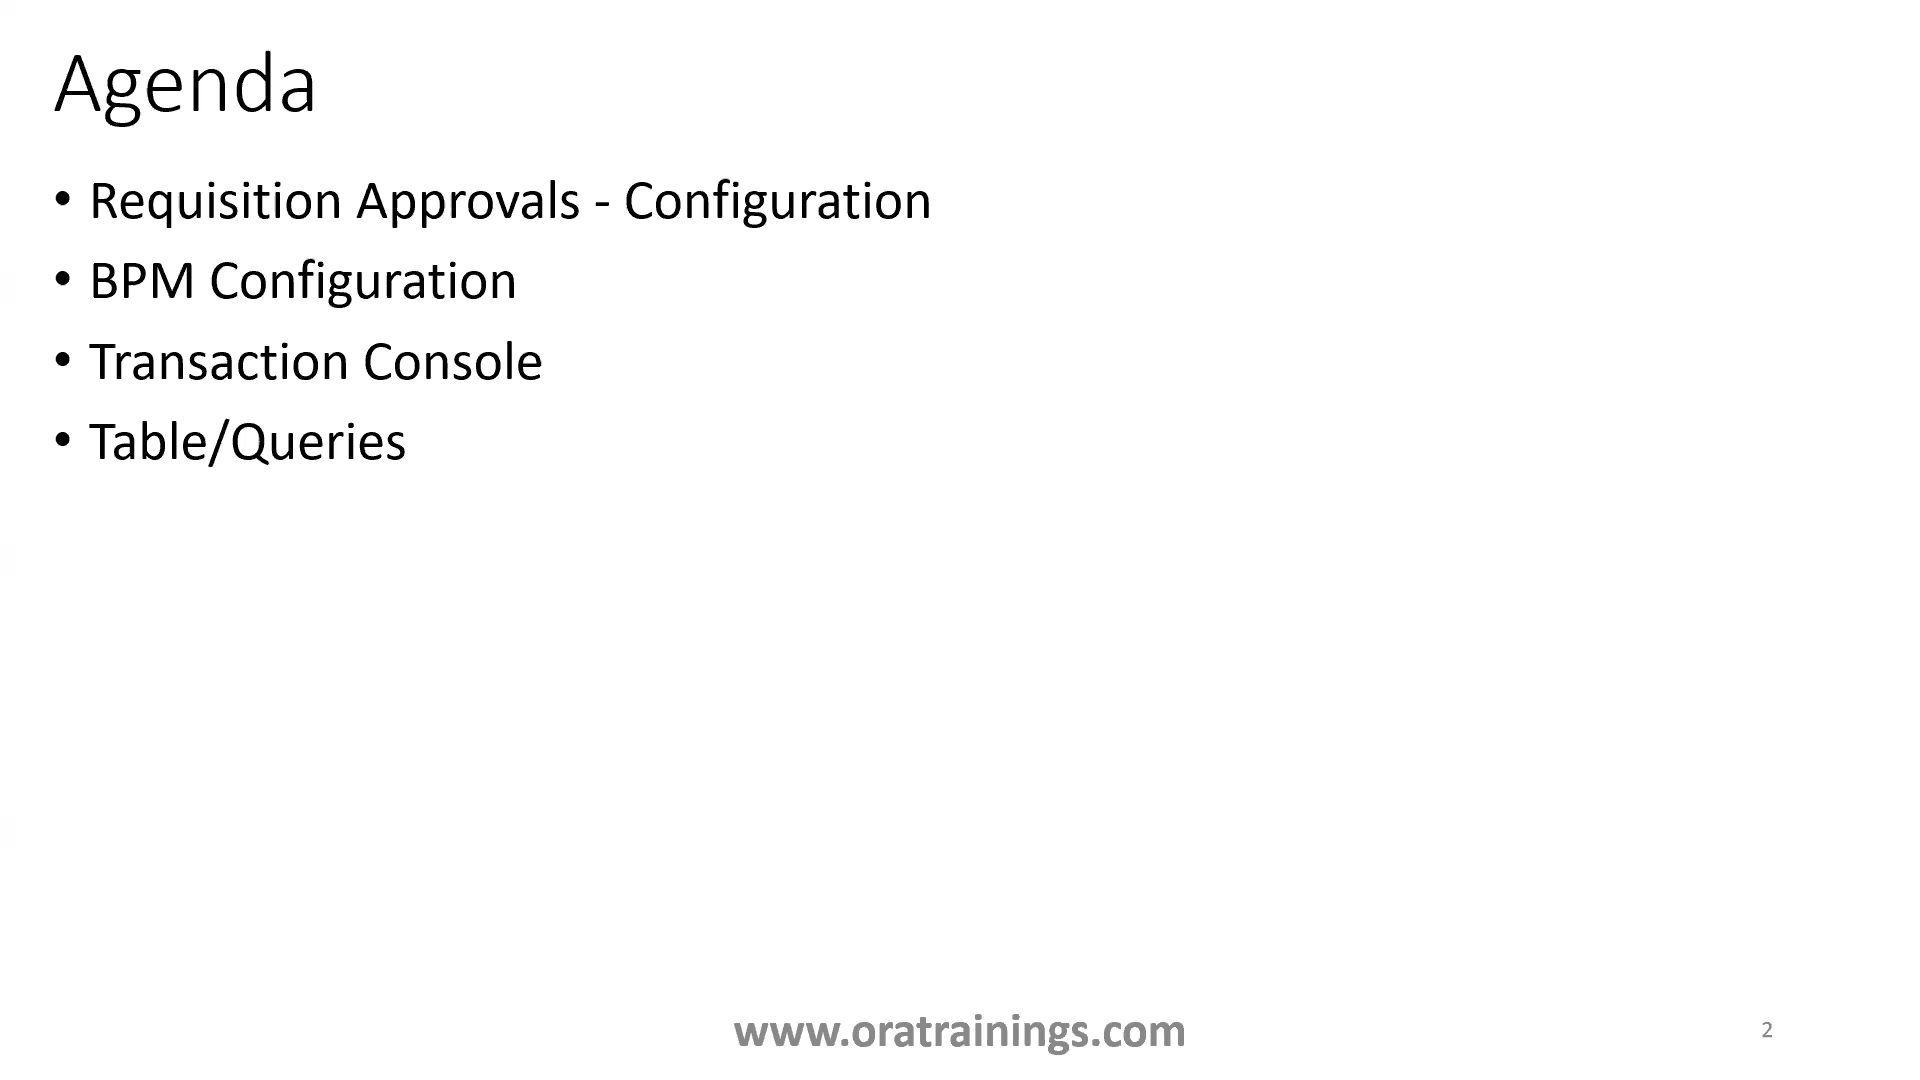 Agenda
• Requisition Approvals - Configuration
• BPM Configuration
• Transaction Console
• Table/Queries
www.oratrainings.com
2